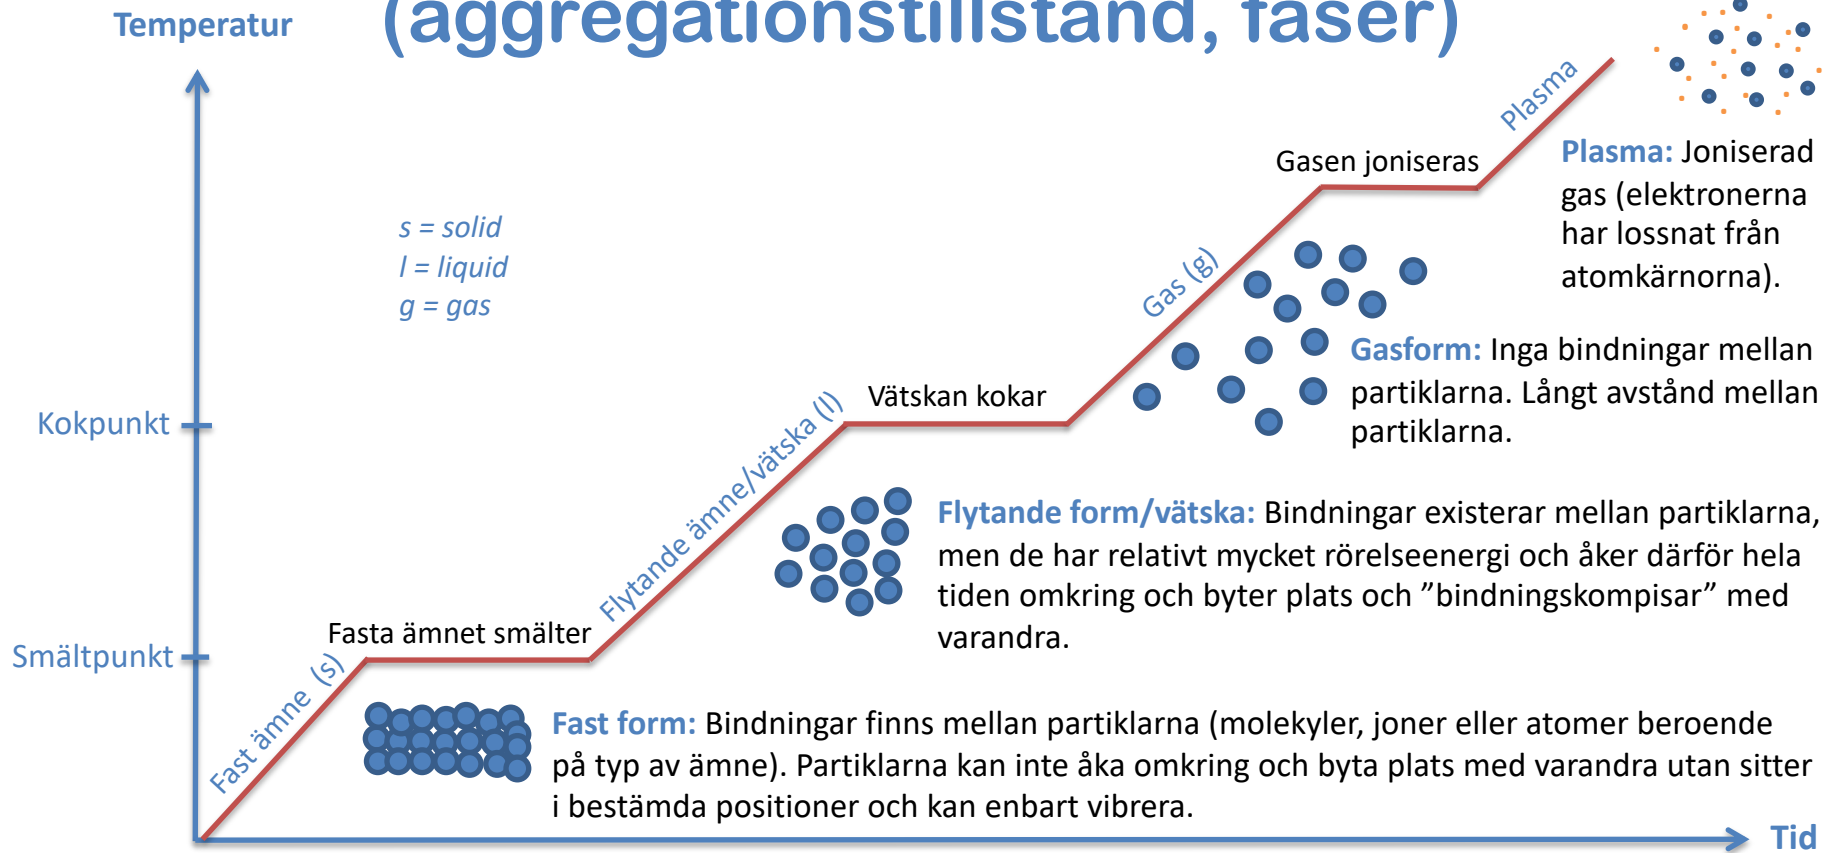 (aggregationstillstånd, faser)
Temperatur
Plasma
Gasen joniseras
Plasma: Joniserad
gas (elektronerna
har lossnat från
atomkärnorna).
s = solid
l = liquid
g = gas
Gas (g)
Gasform: Inga bindningar mellan
partiklarna. Långt avstånd mellan
partiklarna.
Vätskan kokar
Kokpunkt
Flytande ämne/vätska (l)
Flytande form/vätska: Bindningar existerar mellan partiklarna,
men de har relativt mycket rörelseenergi och åker därför hela
tiden omkring och byter plats och ”bindningskompisar” med
varandra.
Fasta ämnet smälter
Smältpunkt
Fast ämne (s)
Fast form: Bindningar finns mellan partiklarna (molekyler, joner eller atomer beroende
på typ av ämne). Partiklarna kan inte åka omkring och byta plats med varandra utan sitter
i bestämda positioner och kan enbart vibrera.
Tid